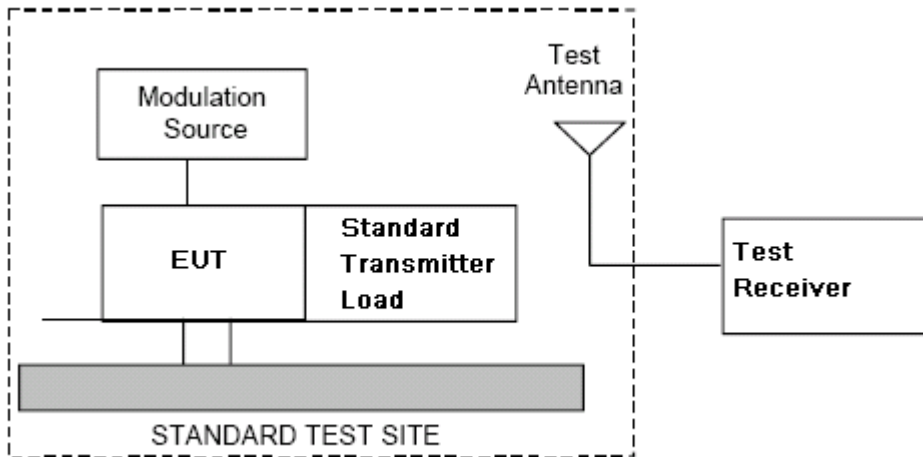 Test
Antenna
Modulation
Source
EUT
Standard
Transmitter
Load
Test
Receiver
STANDARD TEST SITE